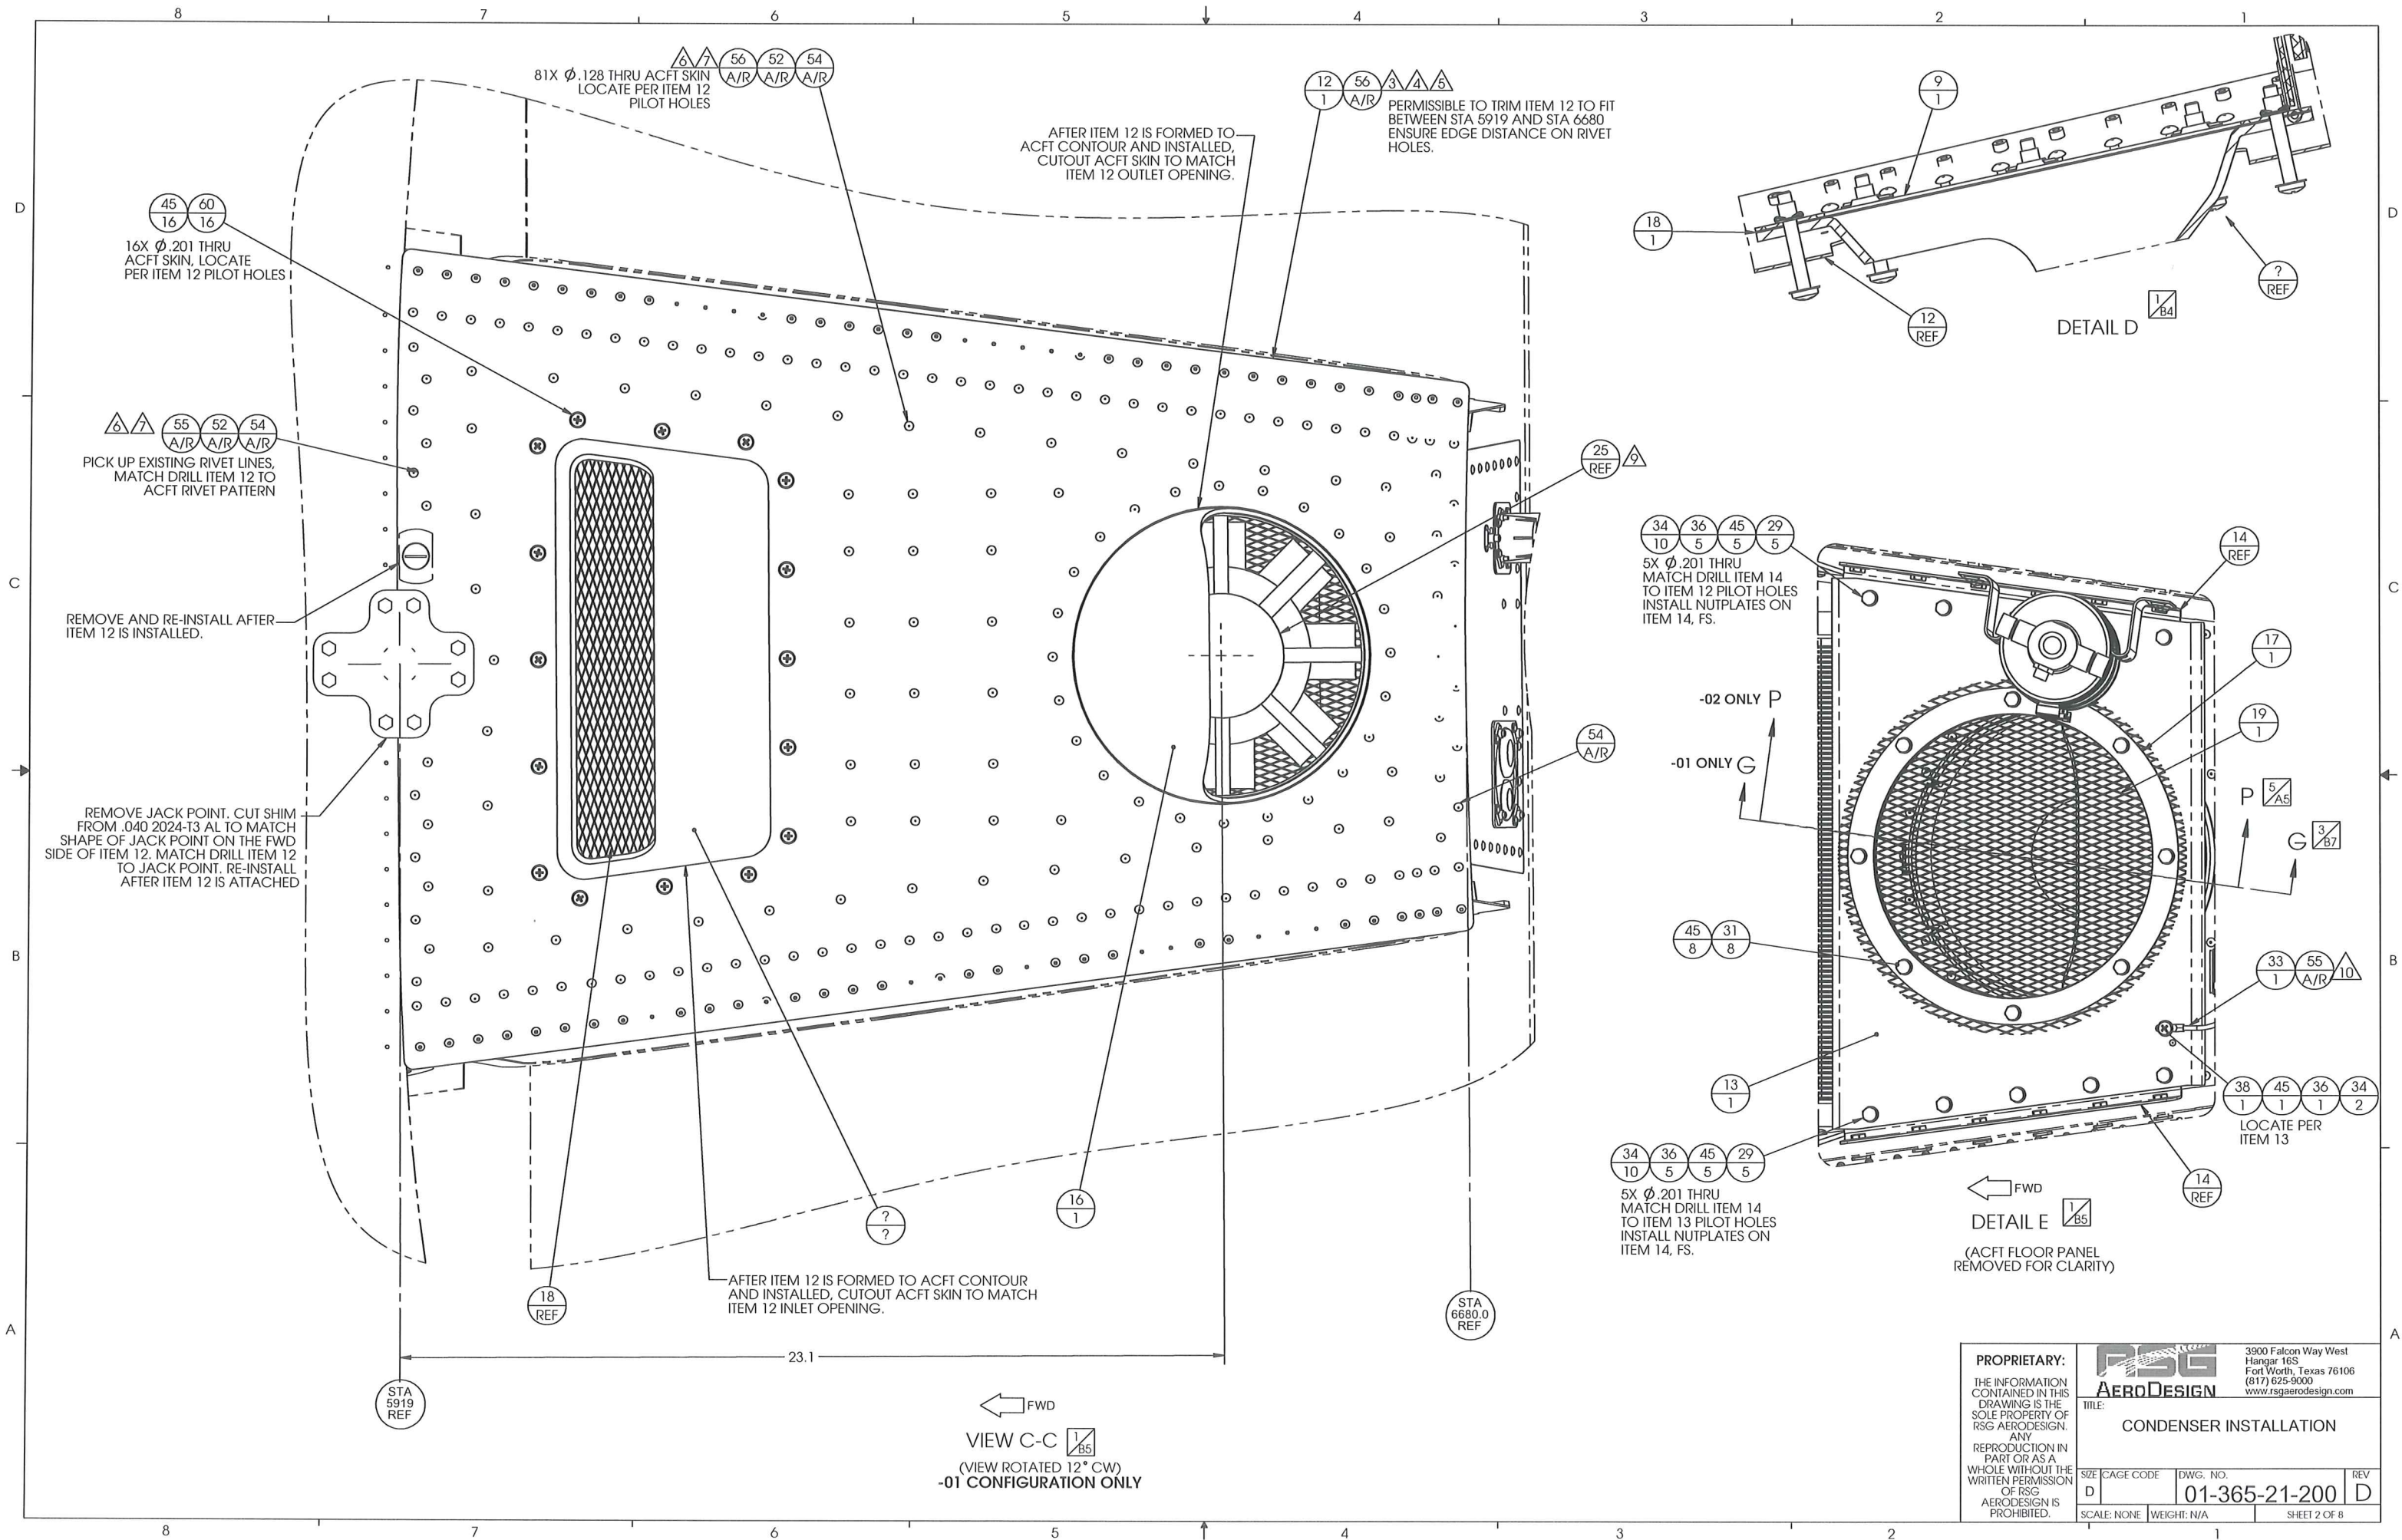 8 7 6 5 4 3 2 1
D
C
B
A
6 7 56 A/R 52 A/R 54 A/R
81X Ø.128 THRU ACFT SKIN
LOCATE PER ITEM 12
PILOT HOLES
12 1 56 A/R 3 4 5
PERMISSIBLE TO TRIM ITEM 12 TO FIT
BETWEEN STA 5919 AND STA 6680
ENSURE EDGE DISTANCE ON RIVET
HOLES.
AFTER ITEM 12 IS FORMED TO
ACFT CONTOUR AND INSTALLED,
CUTOUT ACFT SKIN TO MATCH
ITEM 12 OUTLET OPENING.
45 16 60 16
16X Ø.201 THRU
ACFT SKIN, LOCATE
PER ITEM 12 PILOT HOLES
6 7 55 A/R 52 A/R 54 A/R
PICK UP EXISTING RIVET LINES,
MATCH DRILL ITEM 12 TO
ACFT RIVET PATTERN
REMOVE AND RE-INSTALL AFTER
ITEM 12 IS INSTALLED.
REMOVE JACK POINT. CUT SHIM
FROM .040 2024-T3 AL TO MATCH
SHAPE OF JACK POINT ON THE FWD
SIDE OF ITEM 12. MATCH DRILL ITEM 12
TO JACK POINT. RE-INSTALL
AFTER ITEM 12 IS ATTACHED
25 REF 9
54 A/R
18 REF
? ?
16 1
AFTER ITEM 12 IS FORMED TO ACFT CONTOUR
AND INSTALLED, CUTOUT ACFT SKIN TO MATCH
ITEM 12 INLET OPENING.
STA
6680.0
REF
23.1
STA
5919
REF
FWD
VIEW C-C 1/B5
(VIEW ROTATED 12° CW)
-01 CONFIGURATION ONLY
9 1
18 1
12 REF
? REF
DETAIL D 1/B4
34 10 36 5 45 5 29 5
5X Ø.201 THRU
MATCH DRILL ITEM 14
TO ITEM 12 PILOT HOLES
INSTALL NUTPLATES ON
ITEM 14, FS.
14 REF
17 1
19 1
-02 ONLY P
-01 ONLY G
P 5/A5
G 3/B7
45 8 31 8
33 1 55 A/R 10
13 1
38 1 45 1 36 1 34 2
LOCATE PER
ITEM 13
34 10 36 5 45 5 29 5
5X Ø.201 THRU
MATCH DRILL ITEM 14
TO ITEM 13 PILOT HOLES
INSTALL NUTPLATES ON
ITEM 14, FS.
14 REF
FWD
DETAIL E 1/B5
(ACFT FLOOR PANEL
REMOVED FOR CLARITY)
PROPRIETARY:
THE INFORMATION
CONTAINED IN THIS
DRAWING IS THE
SOLE PROPERTY OF
RSG AERODESIGN.
ANY
REPRODUCTION IN
PART OR AS A
WHOLE WITHOUT THE
WRITTEN PERMISSION
OF RSG
AERODESIGN IS
PROHIBITED.
RSG
AERODESIGN
3900 Falcon Way West
Hangar 16S
Fort Worth, Texas 76106
(817) 625-9000
www.rsgaerodesign.com
TITLE:
CONDENSER INSTALLATION
SIZE CAGE CODE DWG. NO. REV
D 01-365-21-200 D
SCALE: NONE WEIGHT: N/A SHEET 2 OF 8
D
C
B
A
8 7 6 5 4 3 2 1